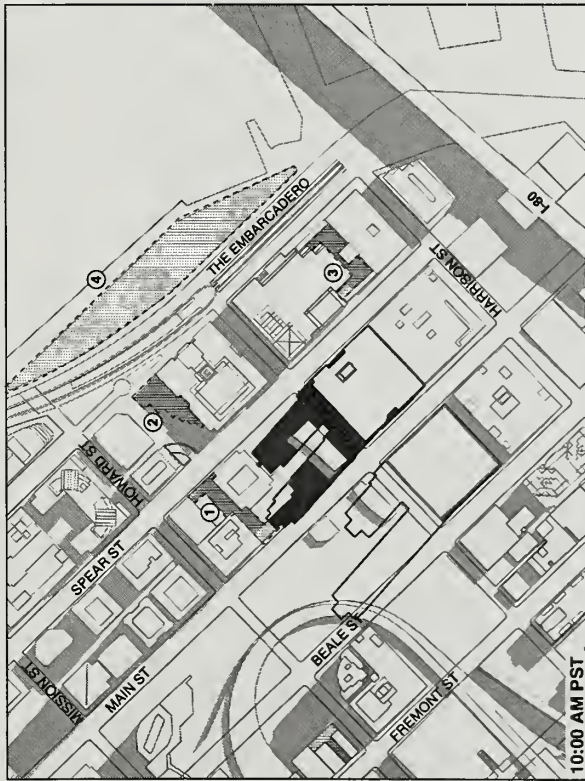 4
THE EMBARCADERO
3
I-80
HARRISON ST
2
HOWARD ST
1
SPEAR ST
MISSION ST
MAIN ST
BEALE ST
FREMONT ST
10:00 AM PST